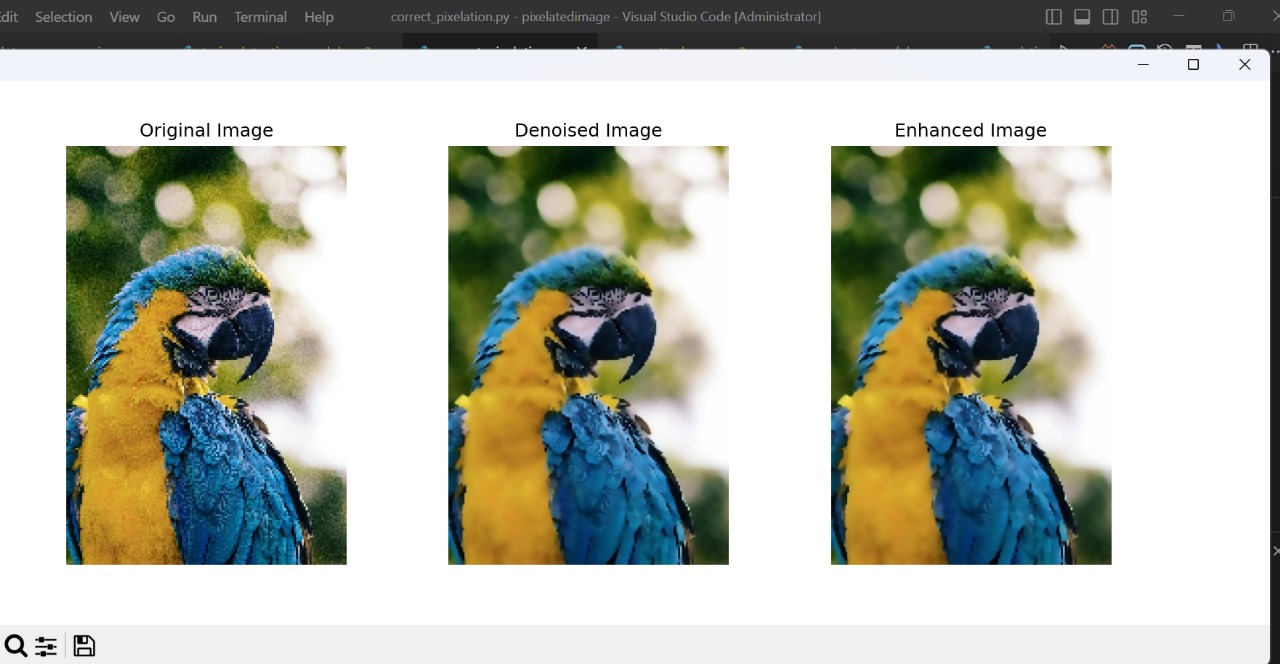 dit Selection View Go Run Terminal Help correct_pixelation.py - pixelatedimage - Visual Studio Code [Administrator]
Original Image Denoised Image Enhanced Image